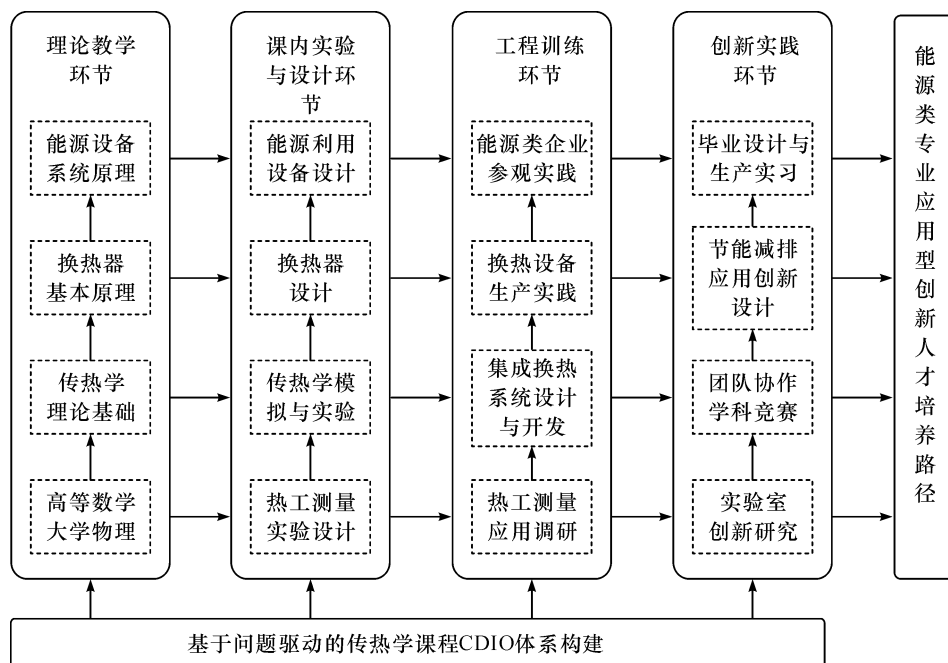 理论教学
环节
能源设备
系统原理
换热器
基本原理
传热学
理论基础
高等数学
大学物理
课内实验
与设计环
节
能源利用
设备设计
换热器
设计
传热学模
拟与实验
热工测量
实验设计
工程训练
环节
能源类企业
参观实践
换热设备
生产实践
集成换热
系统设计
与开发
热工测量
应用调研
创新实践
环节
毕业设计与
生产实习
节能减排
应用创新
设计
团队协作
学科竞赛
实验室
创新研究
能源类专业应用型创新人才培养路径
基于问题驱动的传热学课程CDIO体系构建